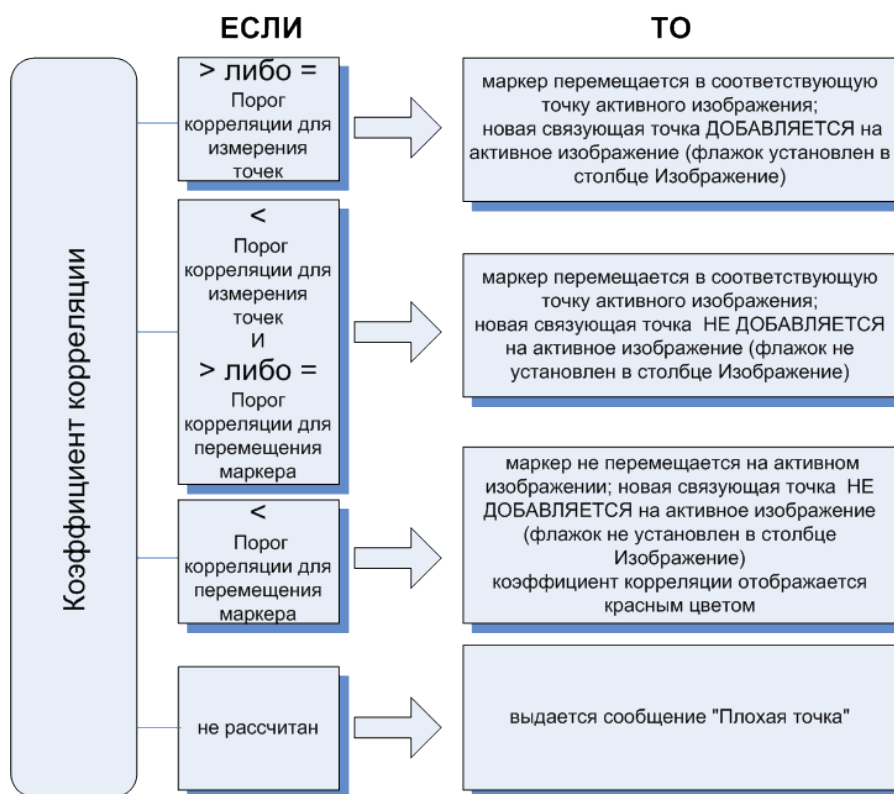 ЕСЛИ
ТО
Коэффициент корреляции
> либо =
Порог
корреляции для
измерения
точек
маркер перемещается в соответствующую
точку активного изображения;
новая связующая точка ДОБАВЛЯЕТСЯ на
активное изображение (флажок установлен в
столбце Изображение)
<
Порог
корреляции для
измерения
точек
И
> либо =
Порог
корреляции для
перемещения
маркера
маркер перемещается в соответствующую
точку активного изображения;
новая связующая точка НЕ ДОБАВЛЯЕТСЯ
на активное изображение (флажок не
установлен в столбце Изображение)
<
Порог
корреляции для
перемещения
маркера
маркер не перемещается на активном
изображении; новая связующая точка НЕ
ДОБАВЛЯЕТСЯ на активное изображение
(флажок не установлен в столбце
Изображение)
коэффициент корреляции отображается
красным цветом
не рассчитан
выдается сообщение "Плохая точка"